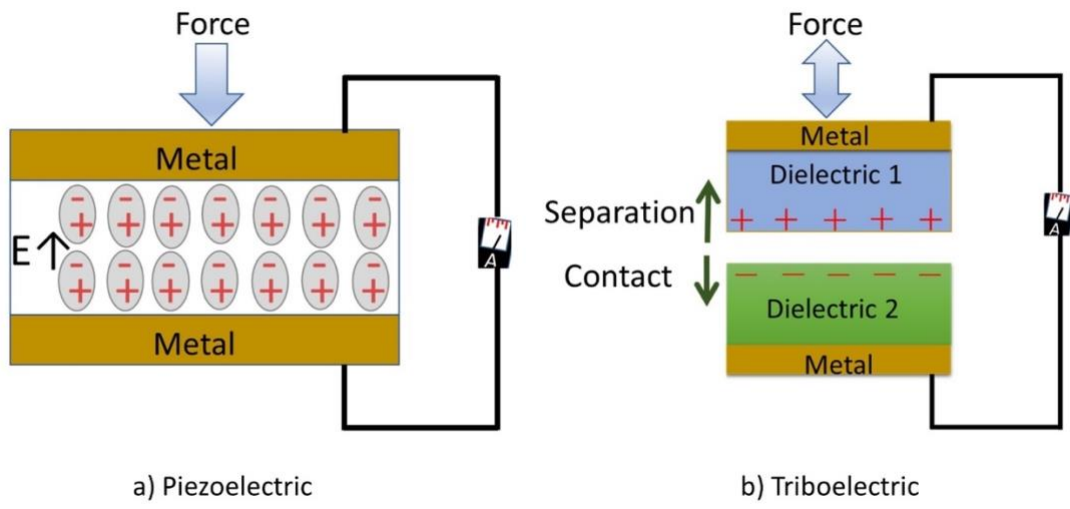 Force
Metal
- - - - - - -
+ + + + + + +
E
- - - - - - -
+ + + + + + +
Metal
A
a) Piezoelectric
Force
Metal
Dielectric 1
+ + + + +
Separation
Contact
− − − − −
Dielectric 2
Metal
A
b) Triboelectric